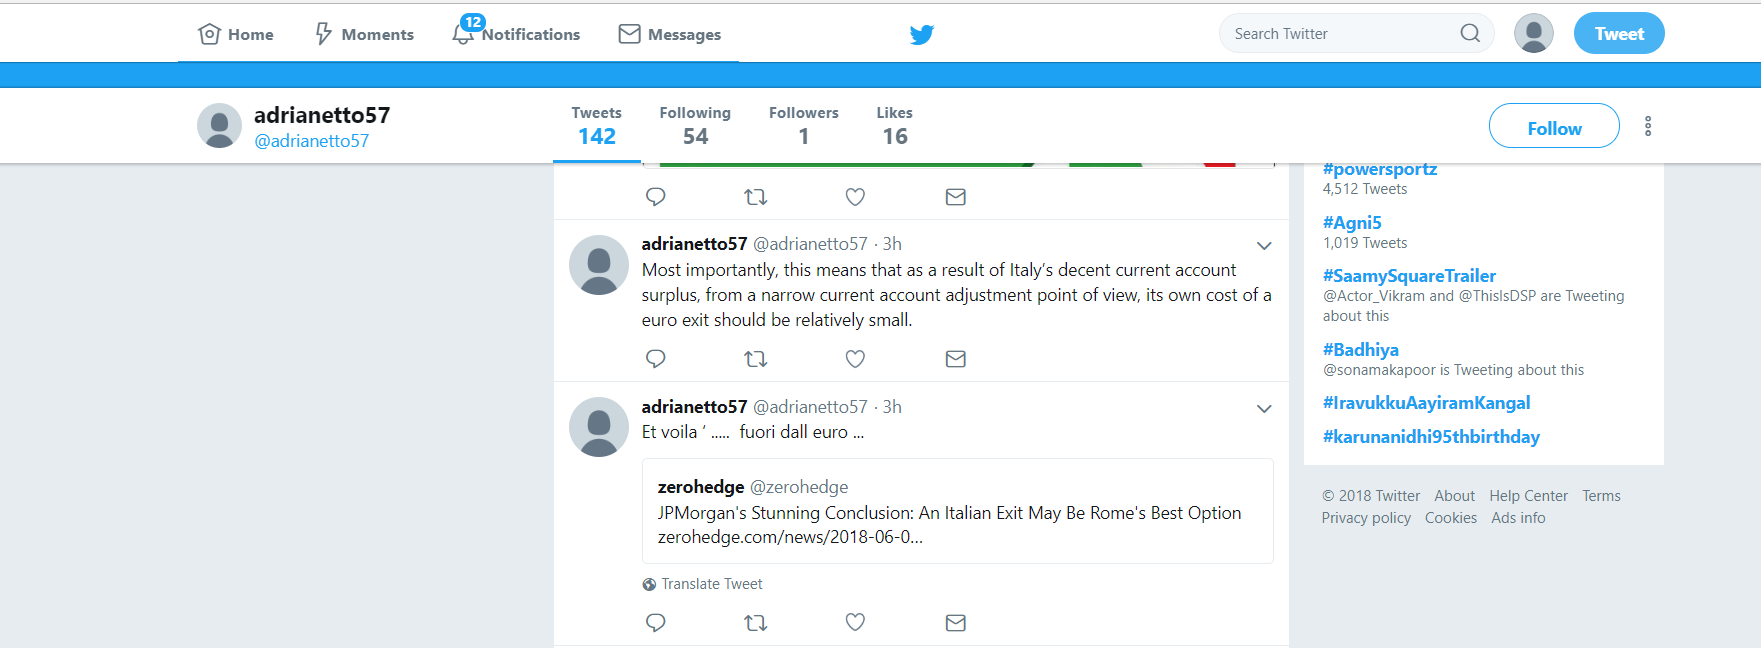 Home
Moments
12
Notifications
Messages
Search Twitter
Tweet
adrianetto57
@adrianetto57
Tweets
142
Following
54
Followers
1
Likes
16
Follow
adrianetto57 @adrianetto57 · 3h
Most importantly, this means that as a result of Italy’s decent current account
surplus, from a narrow current account adjustment point of view, its own cost of a
euro exit should be relatively small.
adrianetto57 @adrianetto57 · 3h
Et voila ‘ ..... fuori dall euro ...
zerohedge @zerohedge
JPMorgan's Stunning Conclusion: An Italian Exit May Be Rome's Best Option
zerohedge.com/news/2018-06-0...
Translate Tweet
#powersportz
4,512 Tweets
#Agni5
1,019 Tweets
#SaamySquareTrailer
@Actor_Vikram and @ThisIsDSP are Tweeting
about this
#Badhiya
@sonamakapoor is Tweeting about this
#IravukkuAayiramKangal
#karunanidhi95thbirthday
© 2018 Twitter About Help Center Terms
Privacy policy Cookies Ads info